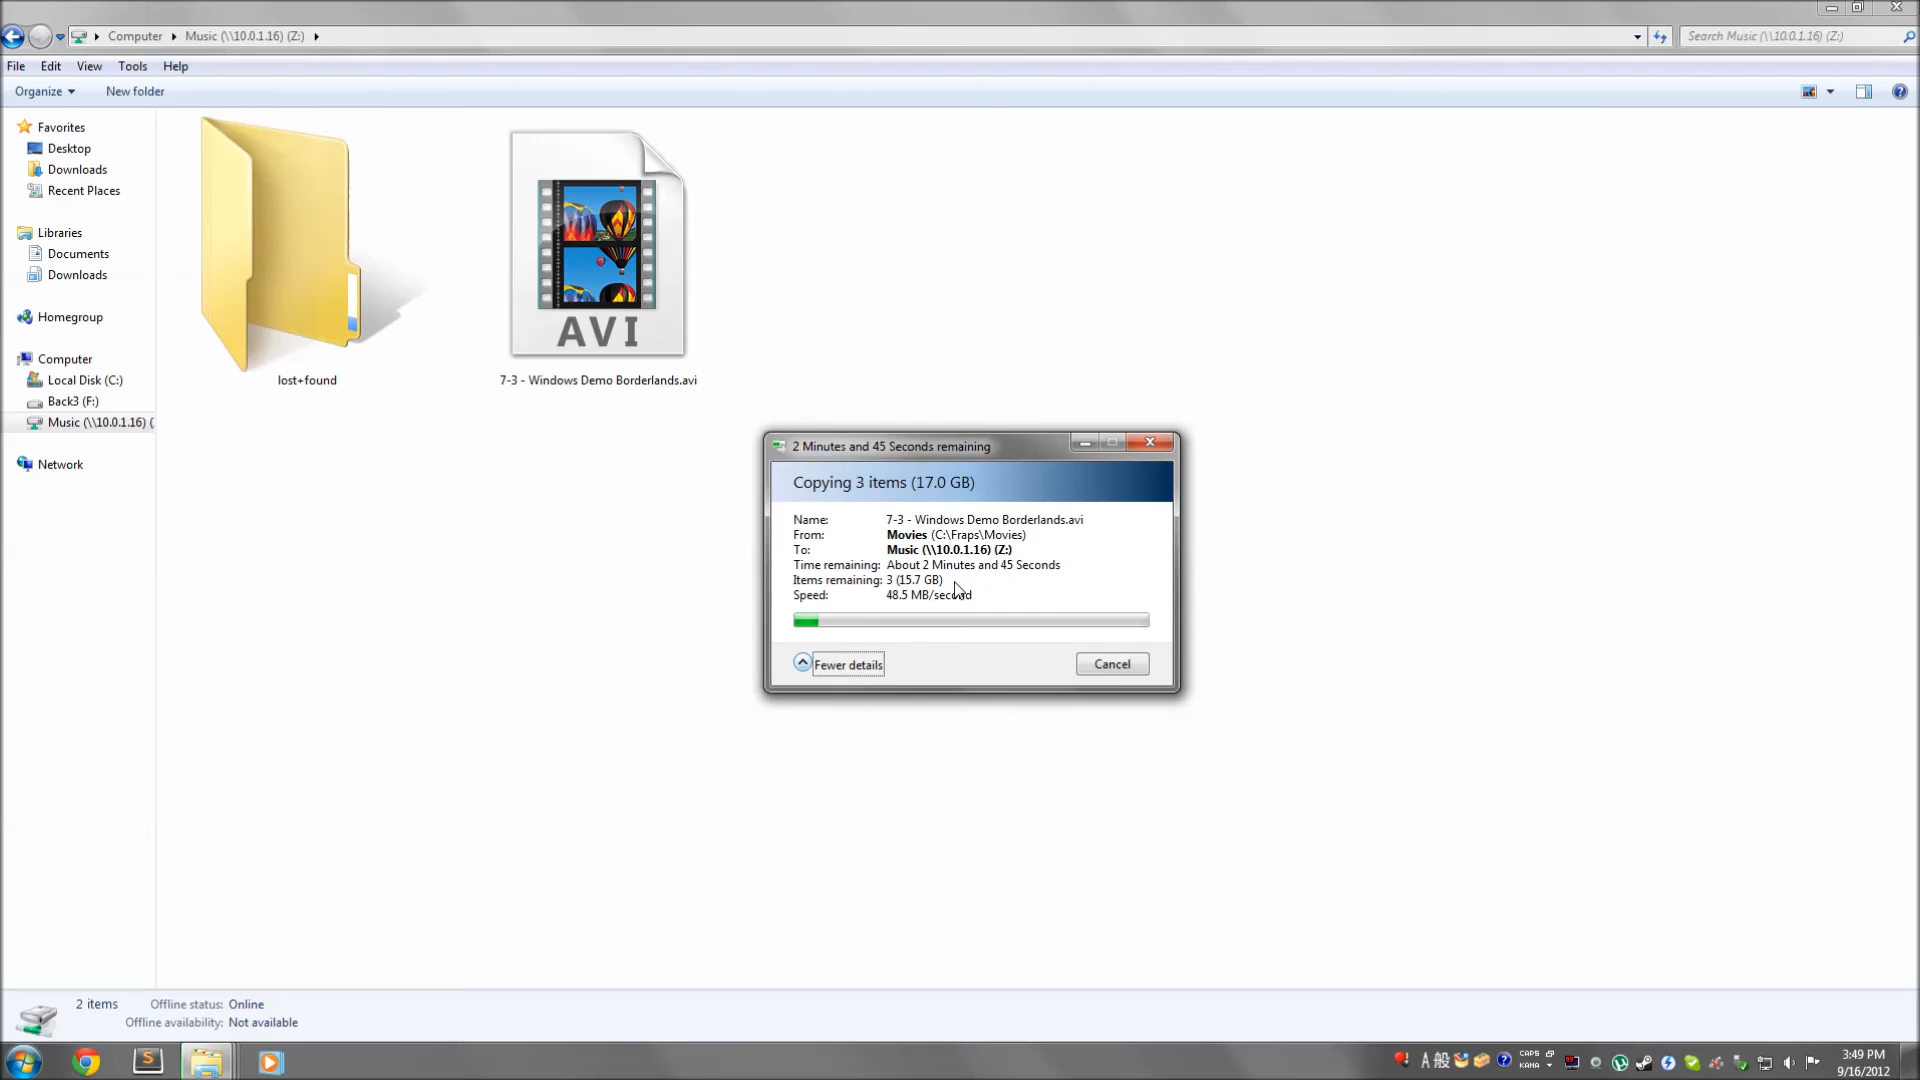 Computer Music (\\10.0.1.16) (Z:) Search Music (\\10.0.1.16) (Z:)
File Edit View Tools Help
Organize New folder
Favorites
Desktop
Downloads
Recent Places
Libraries
Documents
Downloads
Homegroup
Computer
Local Disk (C:)
Back3 (F:)
Music (\\10.0.1.16) (
Network
AVI
lost+found
7-3 - Windows Demo Borderlands.avi
2 Minutes and 45 Seconds remaining
Copying 3 items (17.0 GB)
Name: 7-3 - Windows Demo Borderlands.avi
From: Movies (C:\Fraps\Movies)
To: Music (\\10.0.1.16) (Z:)
Time remaining: About 2 Minutes and 45 Seconds
Items remaining: 3 (15.7 GB)
Speed: 48.5 MB/second
Fewer details Cancel
2 items Offline status: Online
Offline availability: Not available
S A 般 CAPS KANA 3:49 PM
9/16/2012